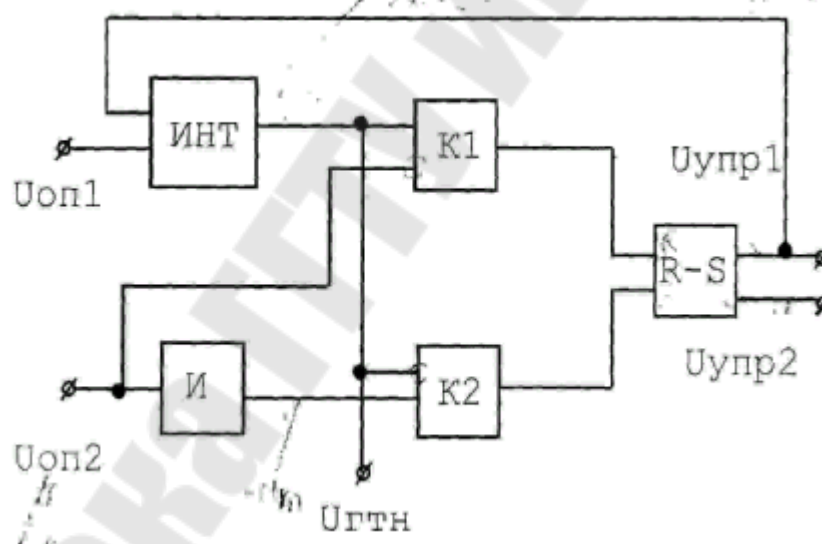 ИНТ
К1
Uоп1
Uупр1
R-S
И
К2
Uупр2
Uоп2
Uгтн